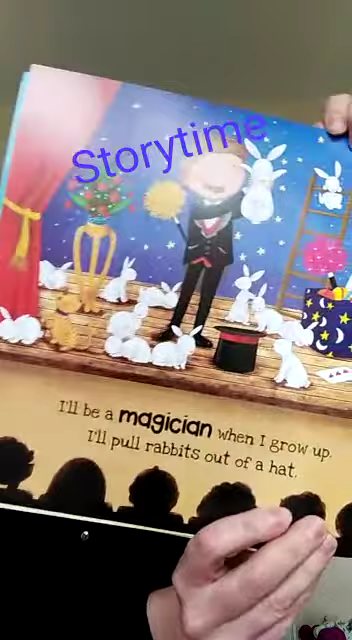 Storytime
I'll be a magician when I grow up.
I'll pull rabbits out of a hat.